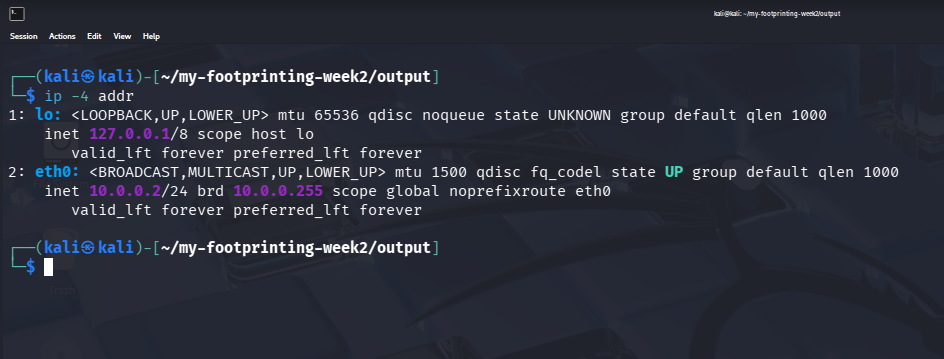 kali@kali: ~/my-footprinting-week2/output
Session Actions Edit View Help
┌──(kali㉿kali)-[~/my-footprinting-week2/output]
└─$ ip -4 addr
1: lo: <LOOPBACK,UP,LOWER_UP> mtu 65536 qdisc noqueue state UNKNOWN group default qlen 1000
    inet 127.0.0.1/8 scope host lo
       valid_lft forever preferred_lft forever
2: eth0: <BROADCAST,MULTICAST,UP,LOWER_UP> mtu 1500 qdisc fq_codel state UP group default qlen 1000
    inet 10.0.0.2/24 brd 10.0.0.255 scope global noprefixroute eth0
       valid_lft forever preferred_lft forever
┌──(kali㉿kali)-[~/my-footprinting-week2/output]
└─$